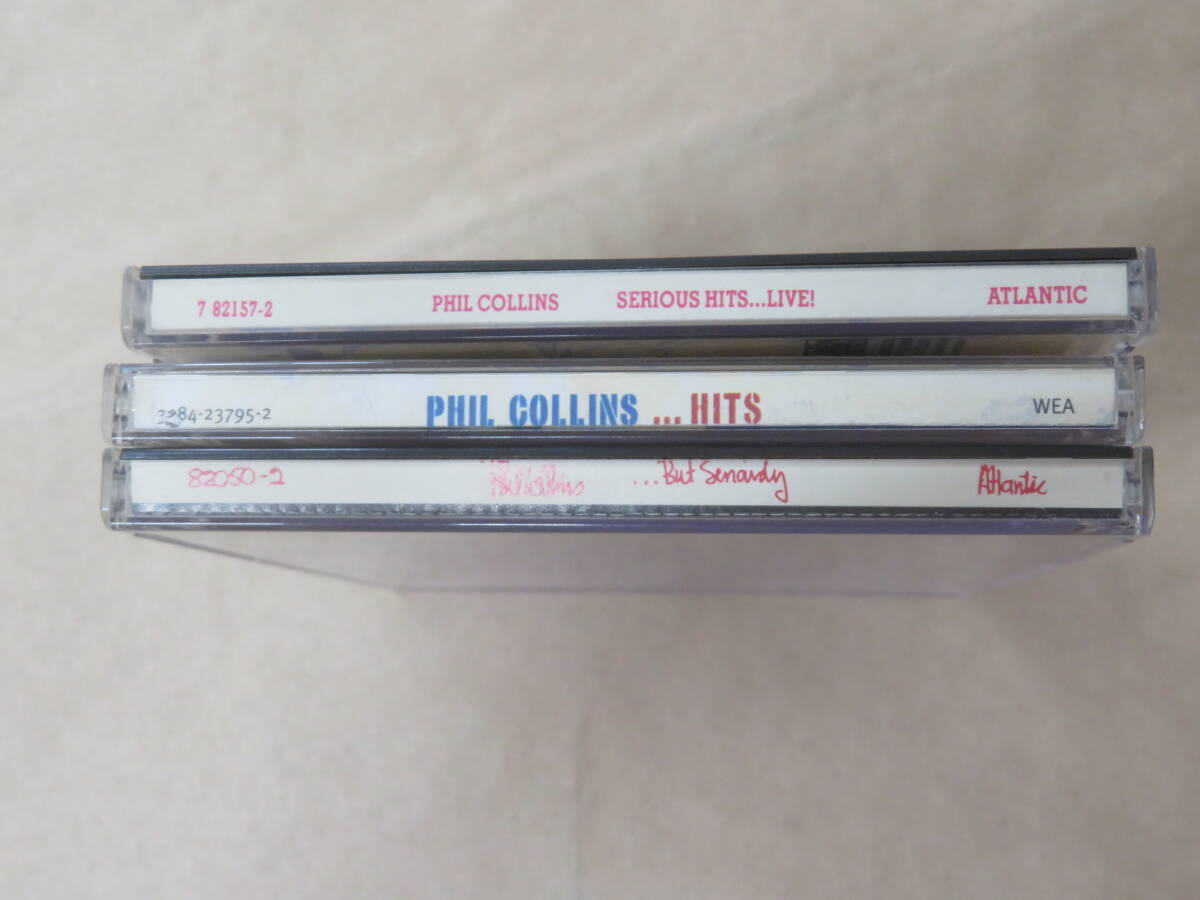 7 82157-2 PHIL COLLINS SERIOUS HITS...LIVE! ATLANTIC
3984-23795-2 PHIL COLLINS ...HITS WEA
82050-2 Phil Collins ...But Seriously Atlantic